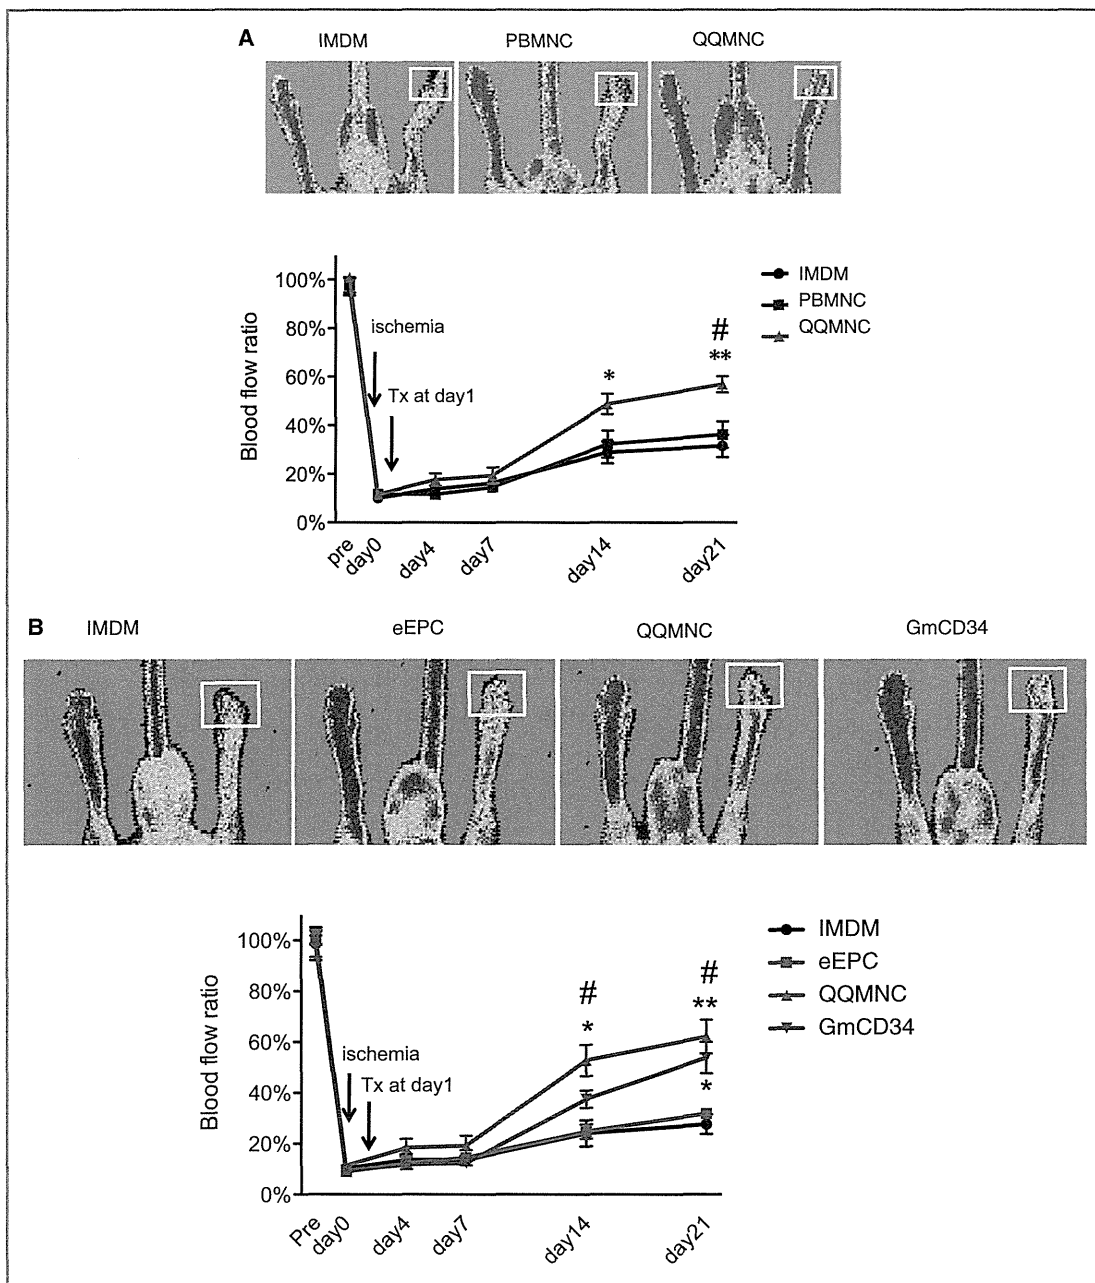 A
IMDM PBMNC QQMNC
100%
80%
60%
40%
20%
0%
Blood flow ratio
ischemia
Tx at day1
*
#
**
IMDM
PBMNC
QQMNC
pre day0 day4 day7 day14 day21
B
IMDM eEPC QQMNC GmCD34
100%
80%
60%
40%
20%
0%
Blood flow ratio
ischemia
Tx at day1
#
*
#
**
*
IMDM
eEPC
QQMNC
GmCD34
Pre day0 day4 day7 day14 day21